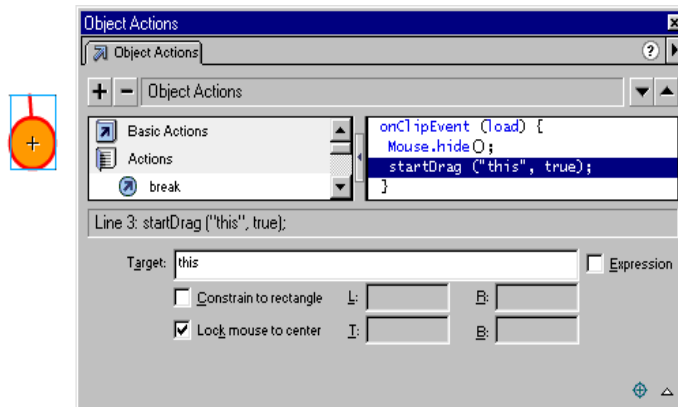 Object Actions
Object Actions
?
Object Actions
Basic Actions
Actions
break
onClipEvent (load) {
Mouse.hide();
startDrag ("this", true);
}
Line 3: startDrag ("this", true);
Target: this
Expression
Constrain to rectangle L: R:
Lock mouse to center T: B: